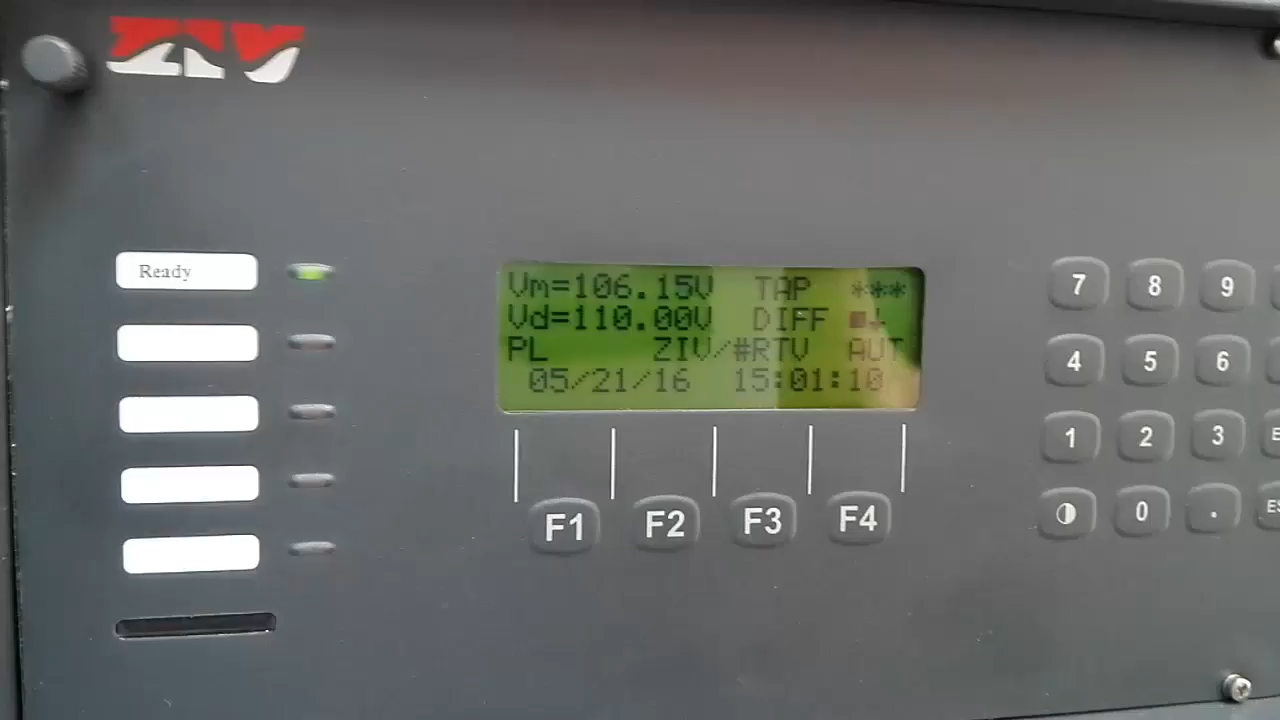 ZIV
Ready
Vm=106.15V TAP ***
Vd=110.00V DIFF ■↓
PL ZIV/#RTV AUT
05/21/16 15:01:10
F1 F2 F3 F4
7 8 9
4 5 6
1 2 3
0 .